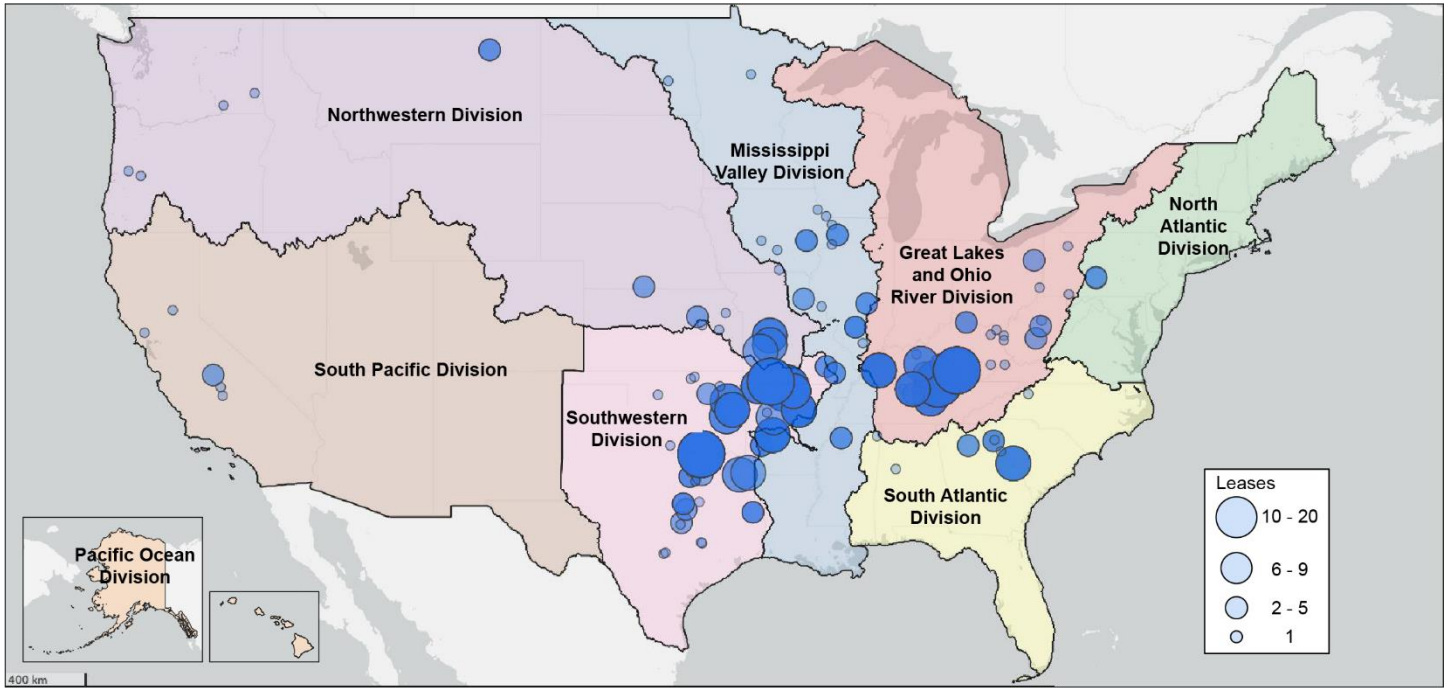 Northwestern Division
Mississippi
Valley Division
North
Atlantic
Division
Great Lakes
and Ohio
River Division
South Pacific Division
Southwestern
Division
South Atlantic
Division
Pacific Ocean
Division
Leases
10 - 20
6 - 9
2 - 5
1
400 km